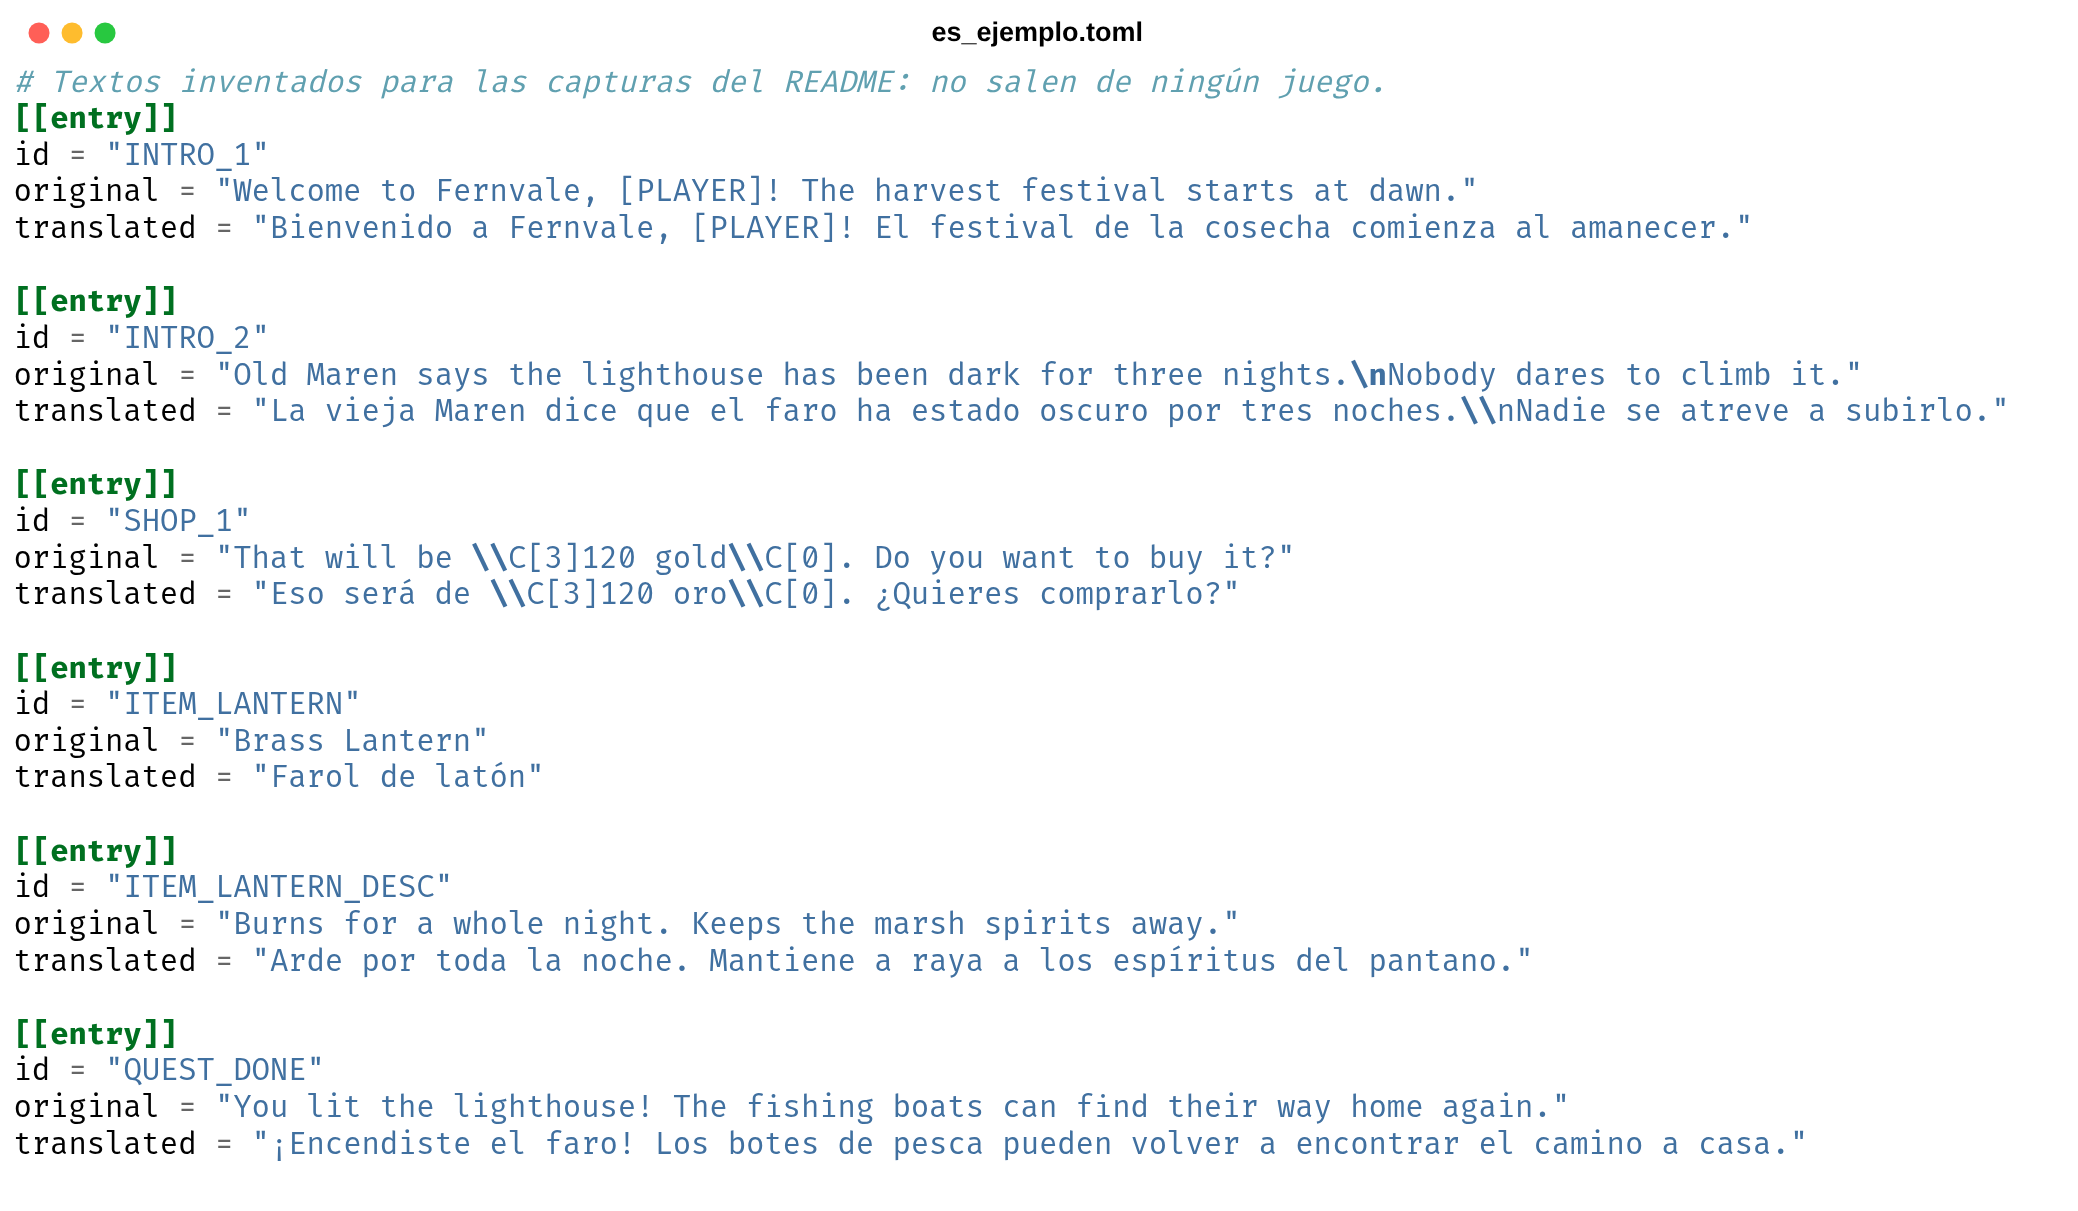 es_ejemplo.toml
# Textos inventados para las capturas del README: no salen de ningún juego.
[[entry]]
id = "INTRO_1"
original = "Welcome to Fernvale, [PLAYER]! The harvest festival starts at dawn."
translated = "Bienvenido a Fernvale, [PLAYER]! El festival de la cosecha comienza al amanecer."
[[entry]]
id = "INTRO_2"
original = "Old Maren says the lighthouse has been dark for three nights.\nNobody dares to climb it."
translated = "La vieja Maren dice que el faro ha estado oscuro por tres noches.\\nNadie se atreve a subirlo."
[[entry]]
id = "SHOP_1"
original = "That will be \\C[3]120 gold\\C[0]. Do you want to buy it?"
translated = "Eso será de \\C[3]120 oro\\C[0]. ¿Quieres comprarlo?"
[[entry]]
id = "ITEM_LANTERN"
original = "Brass Lantern"
translated = "Farol de latón"
[[entry]]
id = "ITEM_LANTERN_DESC"
original = "Burns for a whole night. Keeps the marsh spirits away."
translated = "Arde por toda la noche. Mantiene a raya a los espíritus del pantano."
[[entry]]
id = "QUEST_DONE"
original = "You lit the lighthouse! The fishing boats can find their way home again."
translated = "¡Encendiste el faro! Los botes de pesca pueden volver a encontrar el camino a casa."